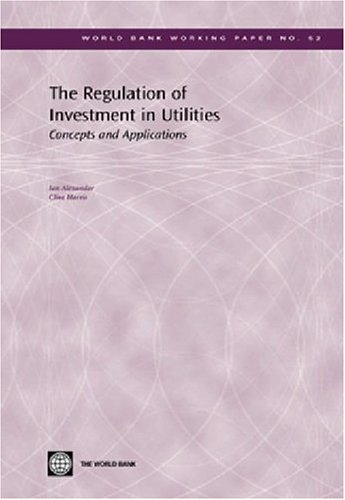 WORLD BANK WORKING PAPER NO. 52
The Regulation of
Investment in Utilities
Concepts and Applications
Ian Alexander
Clive Harris
THE WORLD BANK